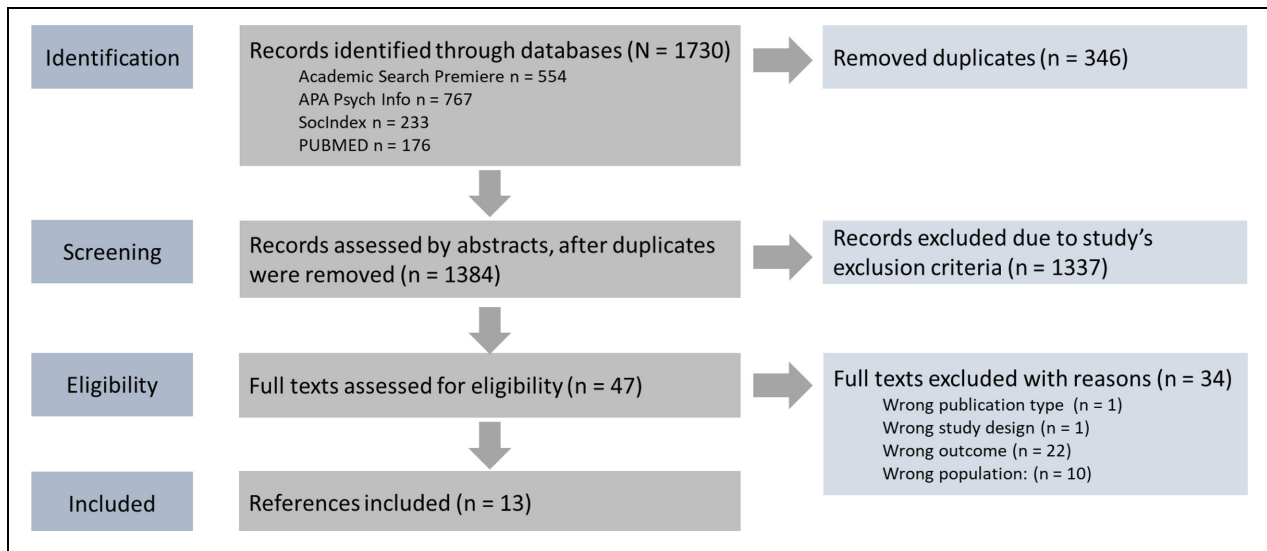 Identification
Records identified through databases (N = 1730)
Academic Search Premiere n = 554
APA Psych Info n = 767
SocIndex n = 233
PUBMED n = 176
Removed duplicates (n = 346)
Screening
Records assessed by abstracts, after duplicates
were removed (n = 1384)
Records excluded due to study’s
exclusion criteria (n = 1337)
Eligibility
Full texts assessed for eligibility (n = 47)
Full texts excluded with reasons (n = 34)
Wrong publication type (n = 1)
Wrong study design (n = 1)
Wrong outcome (n = 22)
Wrong population: (n = 10)
Included
References included (n = 13)